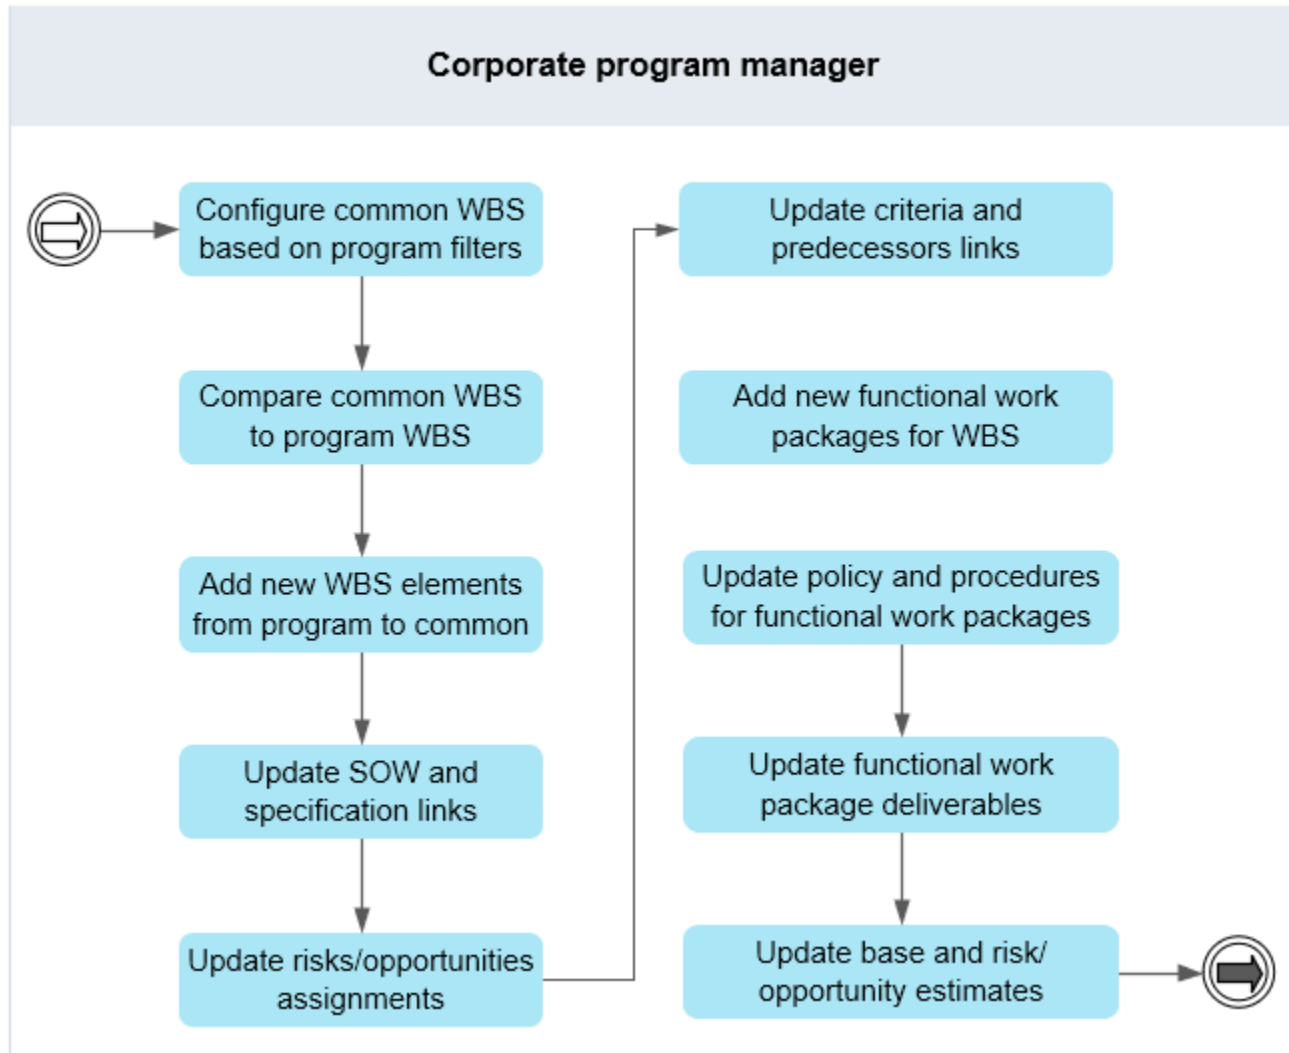 Corporate program manager
Configure common WBS
based on program filters
Compare common WBS
to program WBS
Add new WBS elements
from program to common
Update SOW and
specification links
Update risks/opportunities
assignments
Update criteria and
predecessors links
Add new functional work
packages for WBS
Update policy and procedures
for functional work packages
Update functional work
package deliverables
Update base and risk/
opportunity estimates